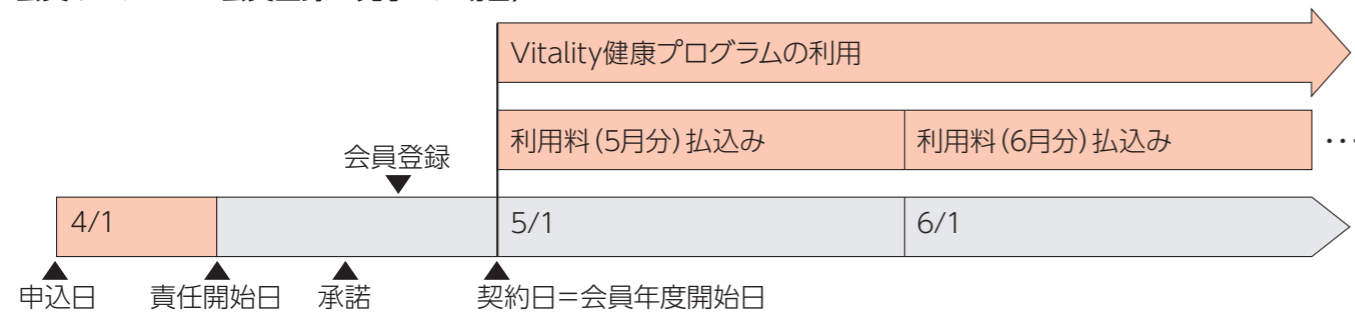 Vitality健康プログラムの利用
利用料(5月分)払込み
利用料(6月分)払込み
…
会員登録
4/1
5/1
6/1
申込日
責任開始日
承諾
契約日=会員年度開始日